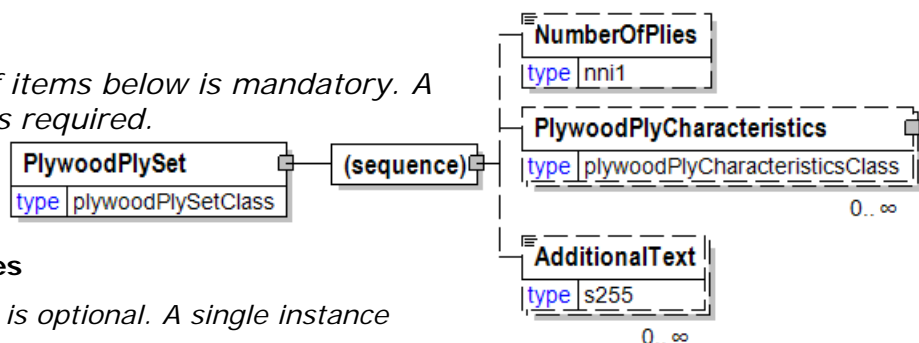 NumberOfPlies
type nni1
f items below is mandatory. A
s required.
PlywoodPlyCharacteristics
type plywoodPlyCharacteristicsClass
0.. ∞
PlywoodPlySet
type plywoodPlySetClass
(sequence)
AdditionalText
type s255
0.. ∞
es
is optional. A single instance